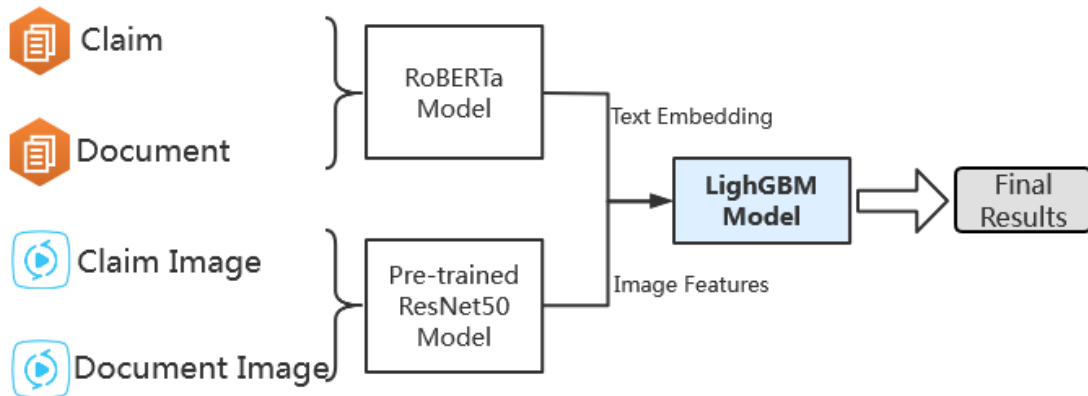 Claim
Document
RoBERTa
Model
Text Embedding
Claim Image
Document Image
Pre-trained
ResNet50
Model
Image Features
LighGBM
Model
Final
Results